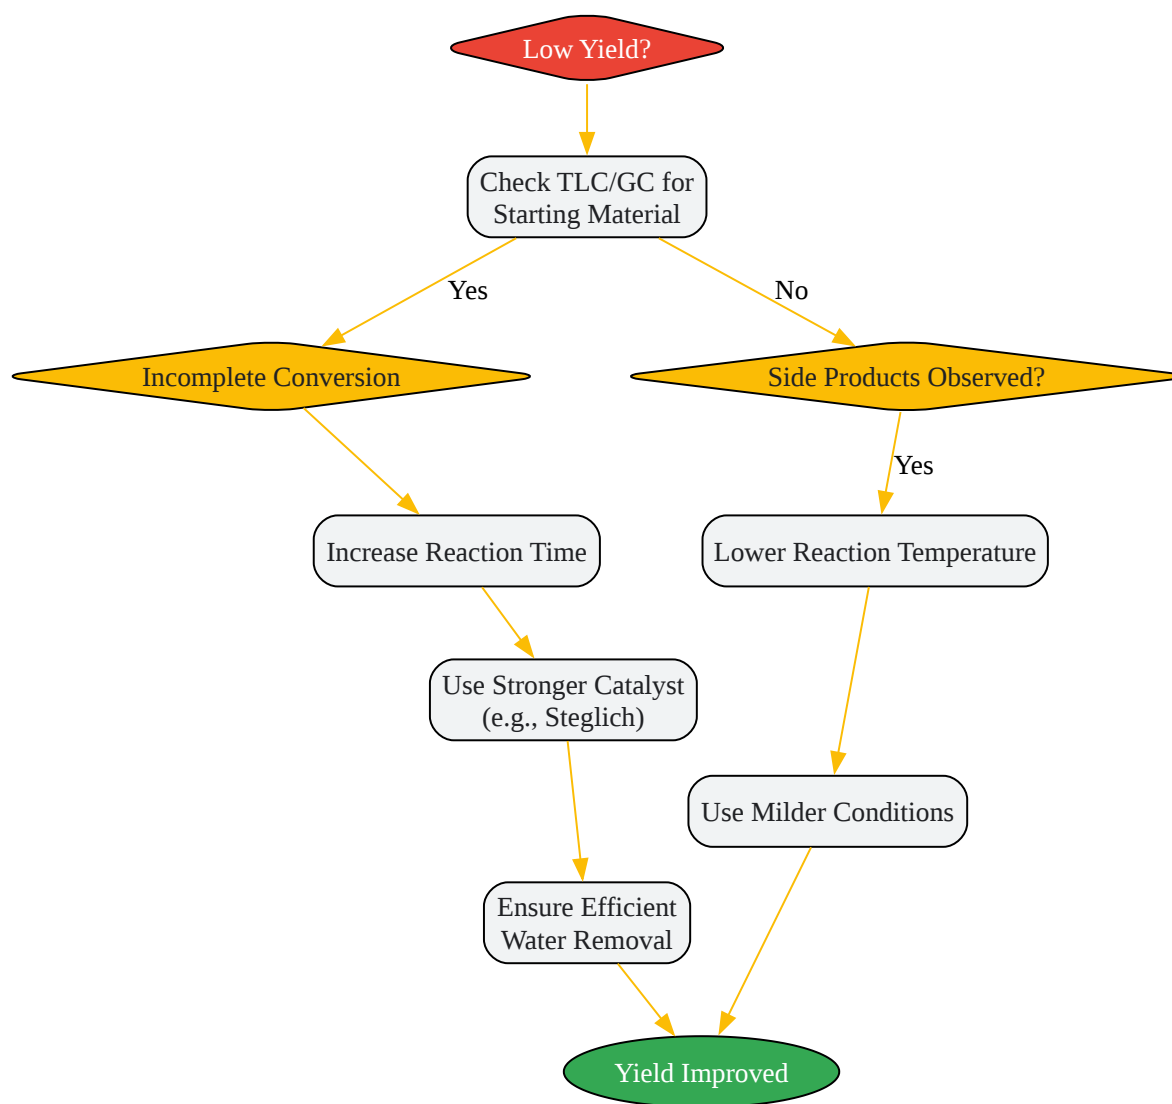 Low Yield?
Check TLC/GC for
Starting Material
Yes
No
Incomplete Conversion
Side Products Observed?
Yes
Increase Reaction Time
Lower Reaction Temperature
Use Stronger Catalyst
(e.g., Steglich)
Use Milder Conditions
Ensure Efficient
Water Removal
Yield Improved